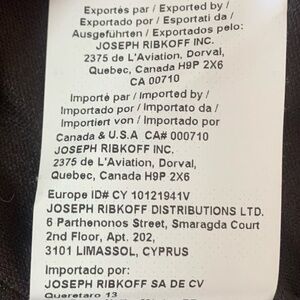 Exportés par / Exported by /
Exportado por / Esportati da /
Ausgeführten / Exportados pelo:
JOSEPH RIBKOFF INC.
2375 de L'Aviation, Dorval,
Quebec, Canada H9P 2X6
CA 00710
Importé par / Imported by /
Importado por / Importato da /
Importiert von / Importado por
Canada & U.S.A CA# 000710
JOSEPH RIBKOFF INC.
2375 de L'Aviation, Dorval,
Quebec, Canada H9P 2X6
Europe ID# CY 10121941V
JOSEPH RIBKOFF DISTRIBUTIONS LTD.
6 Parthenonos Street, Smaragda Court
2nd Floor, Apt. 202,
3101 LIMASSOL, CYPRUS
Importado por:
JOSEPH RIBKOFF SA DE CV
Queretaro 13